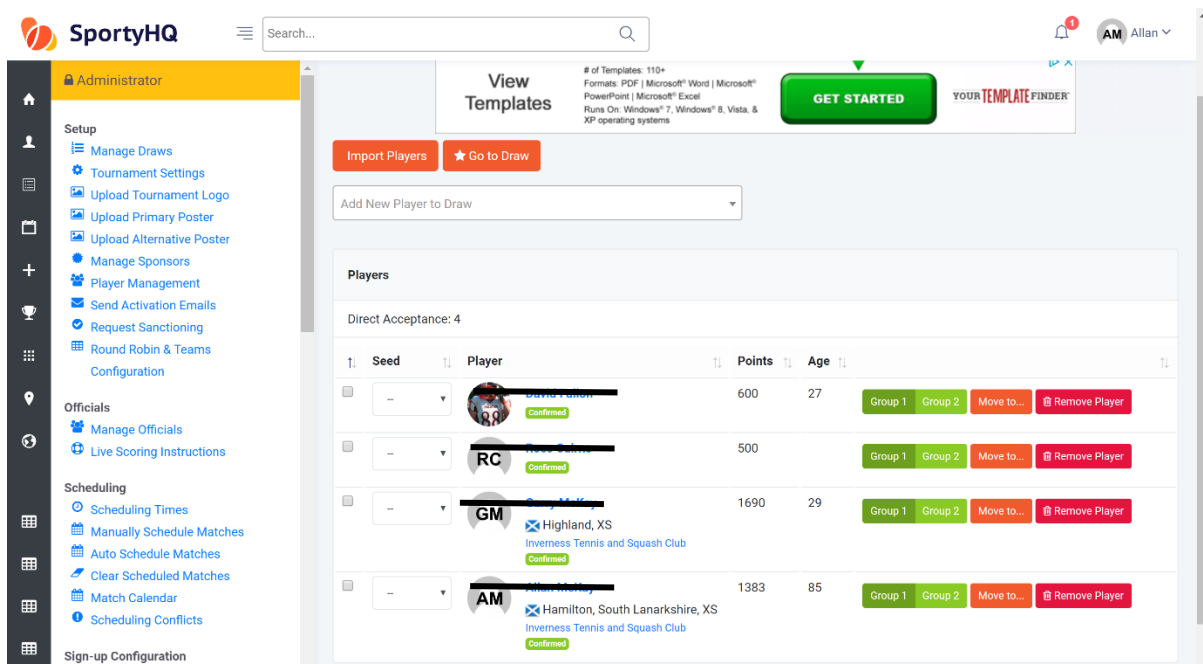 SportyHQ
Search...
1
AM Allan
Administrator
Setup
Manage Draws
Tournament Settings
Upload Tournament Logo
Upload Primary Poster
Upload Alternative Poster
Manage Sponsors
Player Management
Send Activation Emails
Request Sanctioning
Round Robin & Teams
Configuration
Officials
Manage Officials
Live Scoring Instructions
Scheduling
Scheduling Times
Manually Schedule Matches
Auto Schedule Matches
Clear Scheduled Matches
Match Calendar
Scheduling Conflicts
Sign-up Configuration
View
Templates
# of Templates: 110+
Formats: PDF | Microsoft® Word | Microsoft®
PowerPoint | Microsoft® Excel
Runs On: Windows® 7, Windows® 8, Vista, &
XP operating systems
GET STARTED
YOUR TEMPLATE FINDER
Import Players
Go to Draw
Add New Player to Draw
Players
Direct Acceptance: 4
Seed Player Points Age
--
Confirmed
600 27
Group 1 Group 2 Move to... Remove Player
--
RC
Confirmed
500
Group 1 Group 2 Move to... Remove Player
--
GM
Highland, XS
Inverness Tennis and Squash Club
Confirmed
1690 29
Group 1 Group 2 Move to... Remove Player
--
AM
Hamilton, South Lanarkshire, XS
Inverness Tennis and Squash Club
Confirmed
1383 85
Group 1 Group 2 Move to... Remove Player